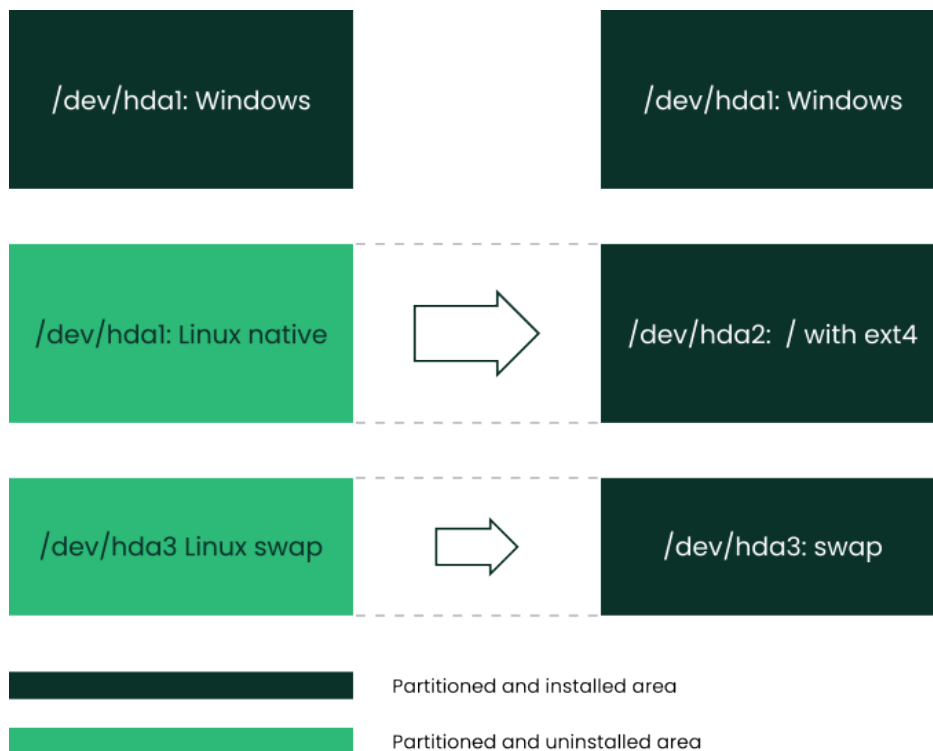 /dev/hda1: Windows
/dev/hda1: Windows
/dev/hda1: Linux native
/dev/hda2: / with ext4
/dev/hda3 Linux swap
/dev/hda3: swap
Partitioned and installed area
Partitioned and uninstalled area